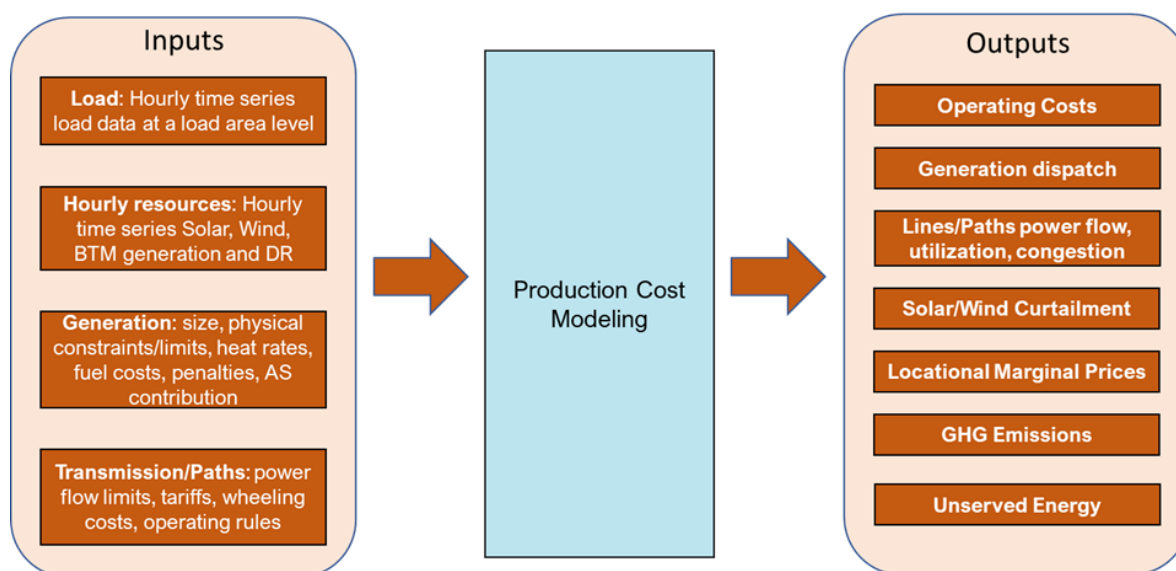 Inputs
Load: Hourly time series
load data at a load area level
Hourly resources: Hourly
time series Solar, Wind,
BTM generation and DR
Generation: size, physical
constraints/limits, heat rates,
fuel costs, penalties, AS
contribution
Transmission/Paths: power
flow limits, tariffs, wheeling
costs, operating rules
Production Cost
Modeling
Outputs
Operating Costs
Generation dispatch
Lines/Paths power flow,
utilization, congestion
Solar/Wind Curtailment
Locational Marginal Prices
GHG Emissions
Unserved Energy